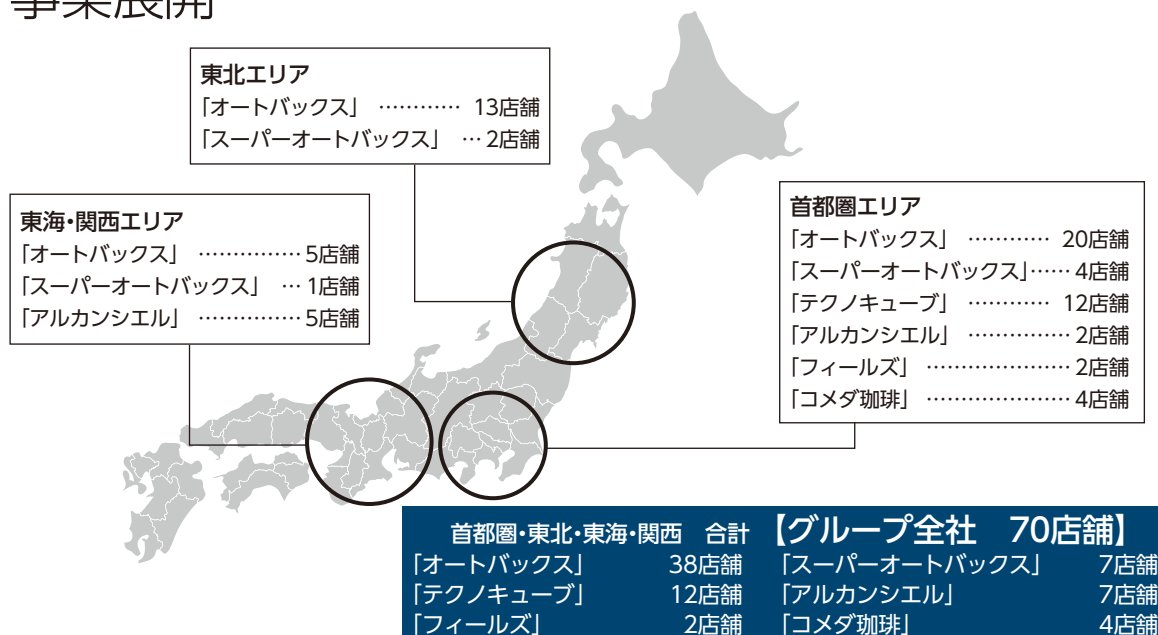 事業展開
東北エリア
「オートバックス」 ………… 13店舗
「スーパーオートバックス」 … 2店舗
東海・関西エリア
「オートバックス」 …………… 5店舗
「スーパーオートバックス」 … 1店舗
「アルカンシエル」 …………… 5店舗
首都圏エリア
「オートバックス」 ………… 20店舗
「スーパーオートバックス」…… 4店舗
「テクノキューブ」 ………… 12店舗
「アルカンシエル」 …………… 2店舗
「フィールズ」 ………………… 2店舗
「コメダ珈琲」 ………………… 4店舗
首都圏・東北・東海・関西 合計 【グループ全社 70店舗】
「オートバックス」 38店舗 「スーパーオートバックス」 7店舗
「テクノキューブ」 12店舗 「アルカンシエル」 7店舗
「フィールズ」 2店舗 「コメダ珈琲」 4店舗